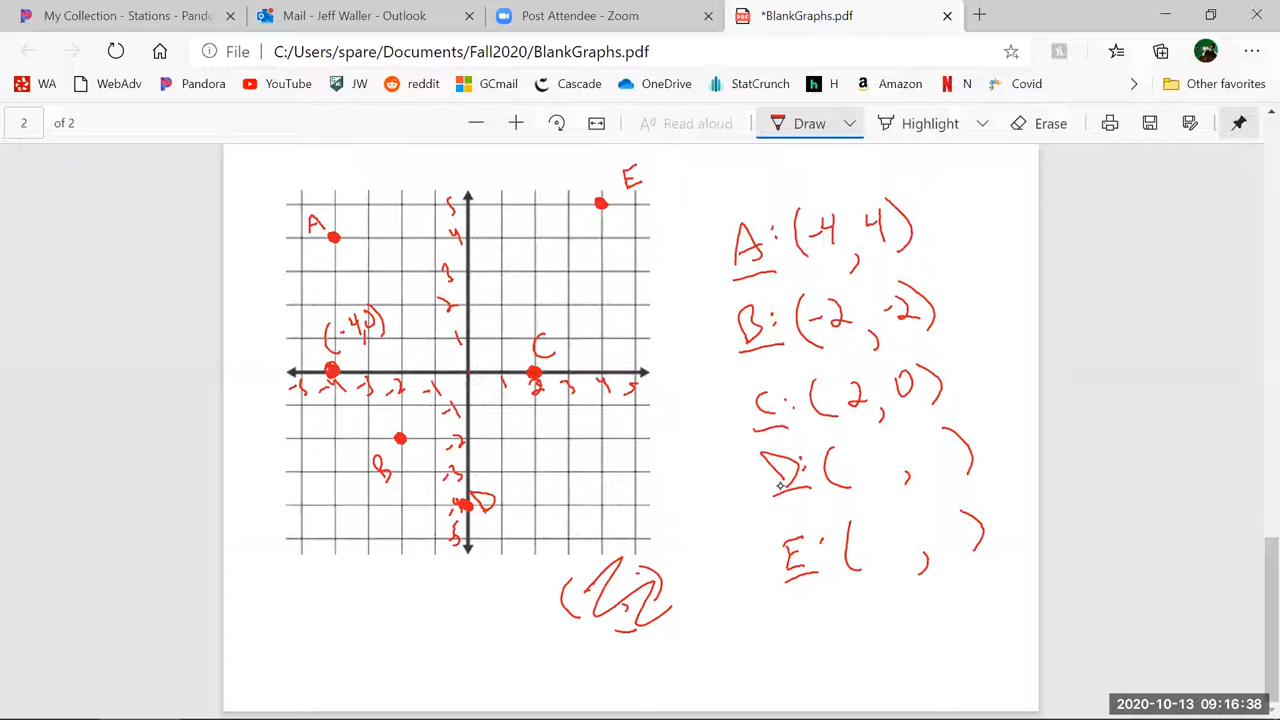 Collection - Stations - Pando
Mail - Jeff Waller - Outlook
Post Attendee - Zoom
PDF
*BlankGraphs.pdf
File
C:/Users/spare/Documents/Fall2020/BlankGraphs.pdf
WA
WebAdv
Pandora
YouTube
JW
reddit
GCmail
Cascade
OneDrive
StatCrunch
h
H
a
Amazon
N
N
Covid
Other favorites
2
of 2
Read aloud
Draw
Highlight
Erase
E
5
A
4
3
2
(-4,0)
1
C
-5 -4 -3 -2 -1 1 2 3 4 5
-1
-2
B
-3
-4 D
5
A: (-4, 4)
B: (-2, -2)
C: (2, 0)
D: ( , )
E: ( , )
2020-10-13 09:16:38